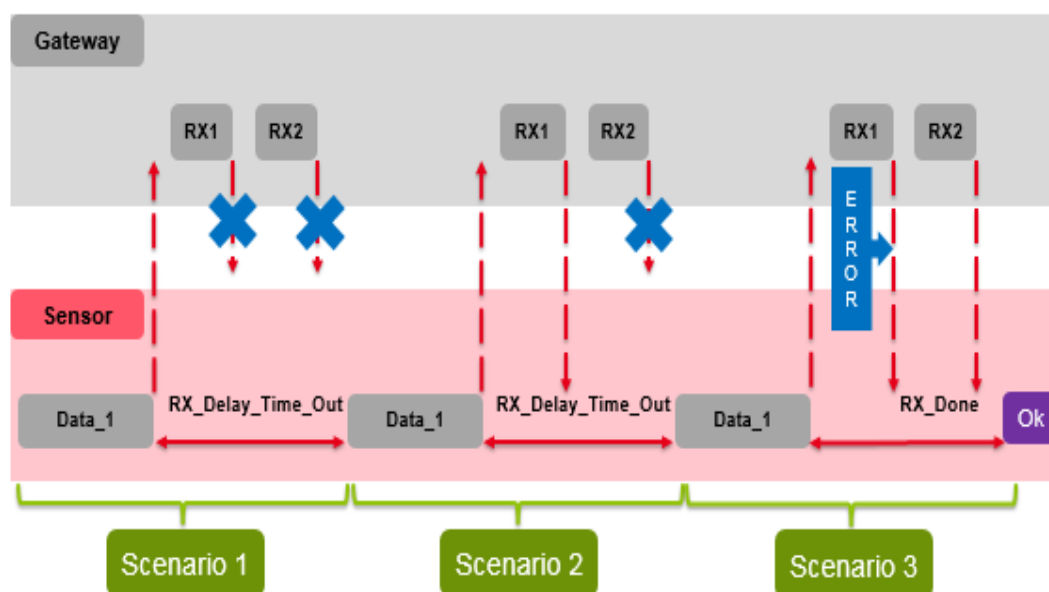 Gateway
RX1 RX2 RX1 RX2 RX1 RX2
ERROR
Sensor
RX_Delay_Time_Out RX_Delay_Time_Out RX_Done
Data_1 Data_1 Data_1 Ok
Scenario 1 Scenario 2 Scenario 3